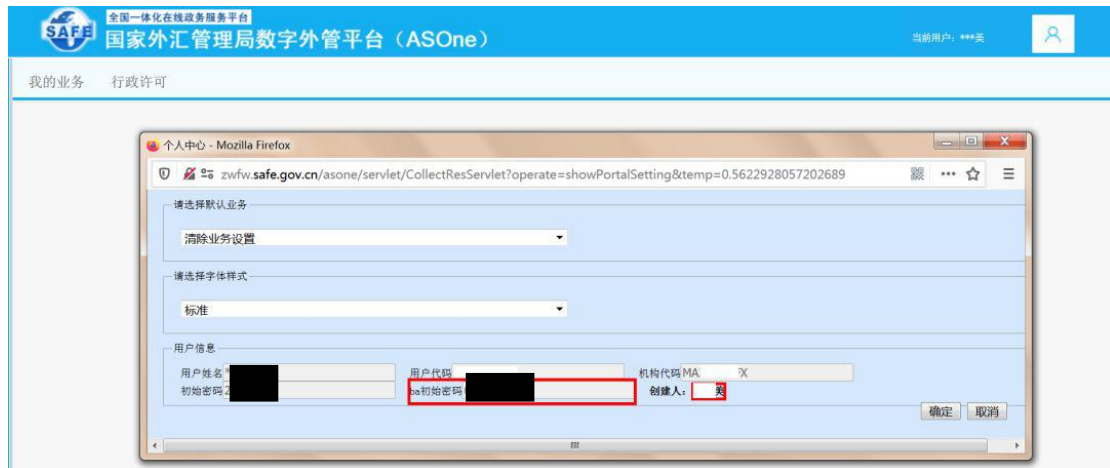 SAFE
全国一体化在线政务服务平台
国家外汇管理局数字外管平台（ASOne）
当前用户：***美
我的业务 行政许可
个人中心 - Mozilla Firefox
zwfw.safe.gov.cn/asone/servlet/CollectResServlet?operate=showPortalSetting&temp=0.5622928057202689
请选择默认业务
清除业务设置
请选择字体样式
标准
用户信息
用户姓名 * 用户代码 机构代码 MA X
初始密码 2 ba初始密码 创建人： 美
确定 取消